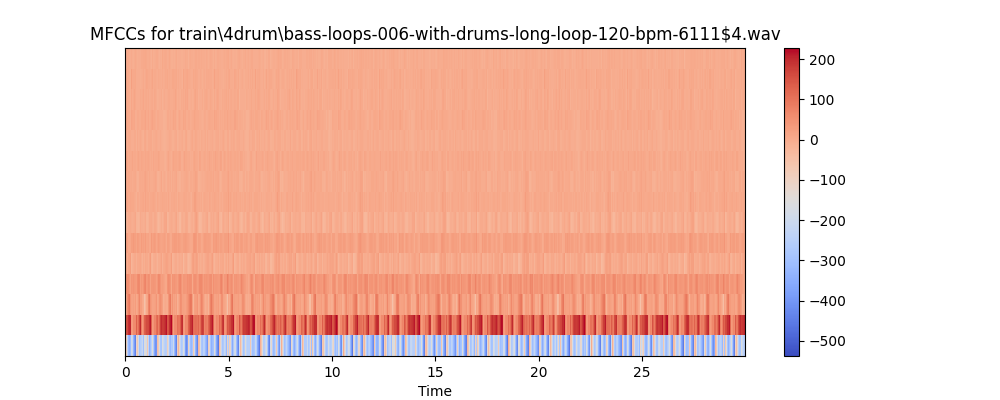 MFCCs for train\4drum\bass-loops-006-with-drums-long-loop-120-bpm-6111$4.wav
200
100
0
−100
−200
−300
−400
−500
0 5 10 15 20 25
Time